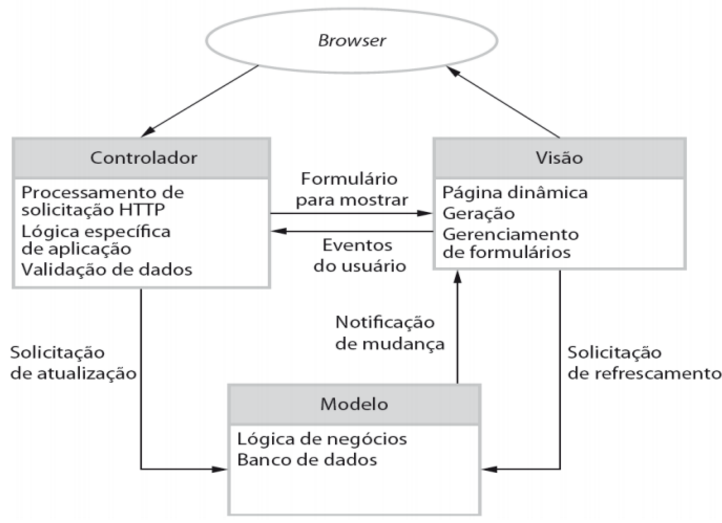 Browser
Controlador
Processamento de
solicitação HTTP
Lógica específica
de aplicação
Validação de dados
Formulário
para mostrar
Eventos
do usuário
Visão
Página dinâmica
Geração
Gerenciamento
de formulários
Solicitação
de atualização
Notificação
de mudança
Solicitação
de refrescamento
Modelo
Lógica de negócios
Banco de dados